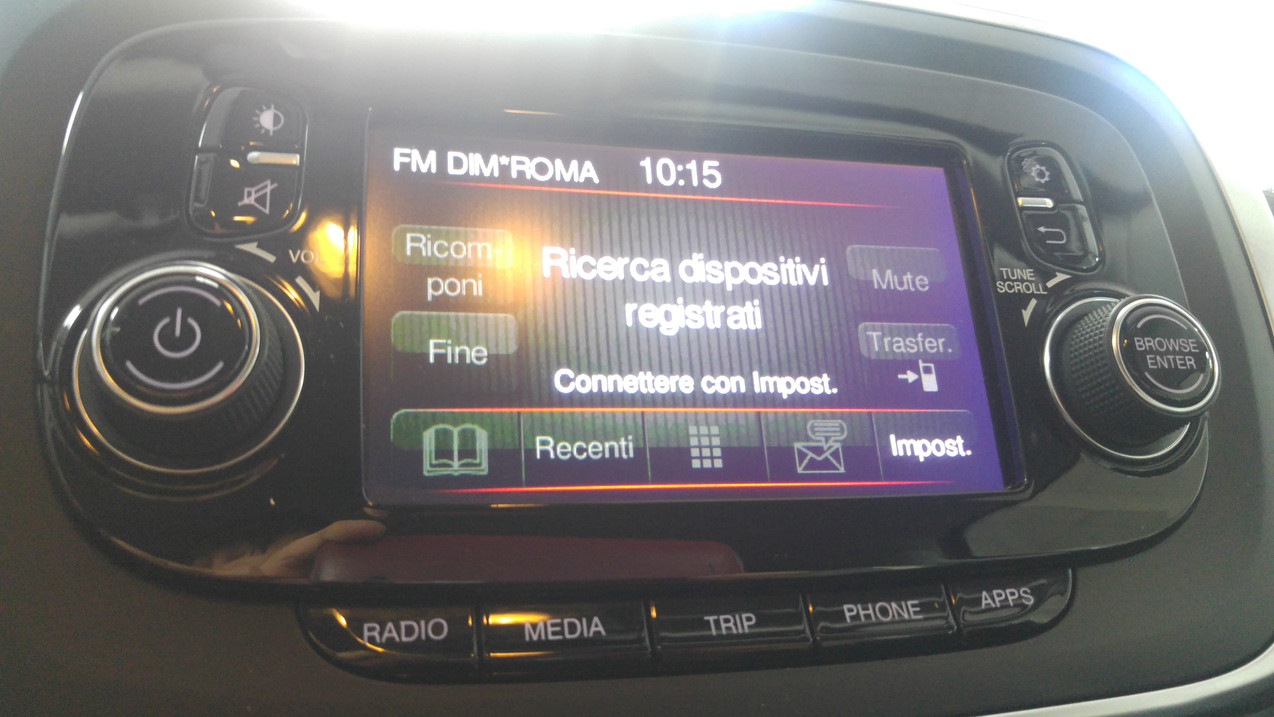 FM DIM*ROMA 10:15
Ricom-
poni
Fine
Ricerca dispositivi
registrati
Connettere con Impost.
Mute
Trasfer.
Recenti
Impost.
VOL
TUNE
SCROLL
BROWSE
ENTER
RADIO
MEDIA
TRIP
PHONE
APPS